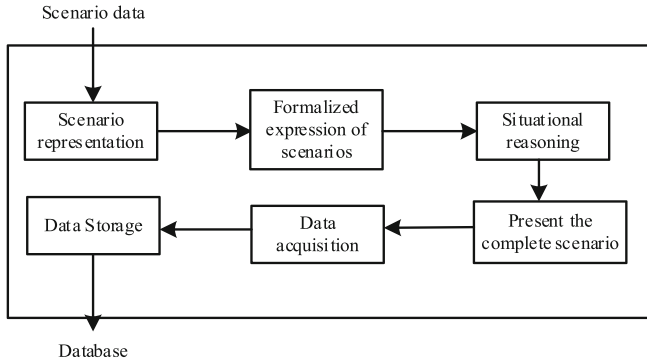 Scenario data
Scenario
representation
Formalized
expression of
scenarios
Situational
reasoning
Present the
complete scenario
Data
acquisition
Data Storage
Database